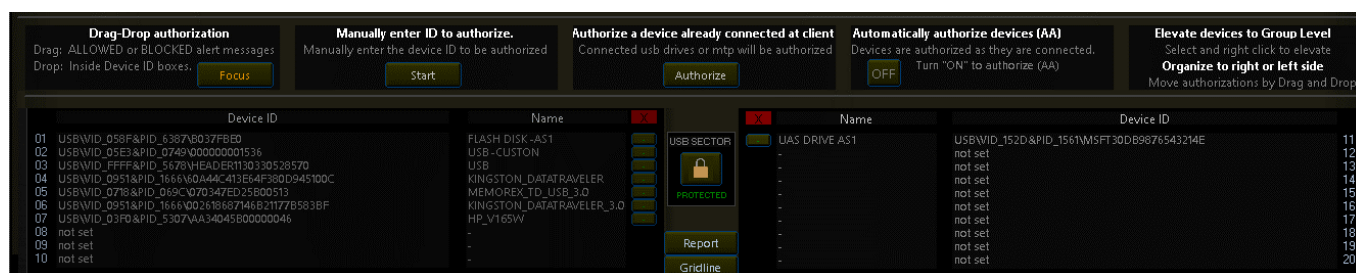 Drag-Drop authorization
Drag: ALLOWED or BLOCKED alert messages
Drop: Inside Device ID boxes.
Focus
Manually enter ID to authorize.
Manually enter the device ID to be authorized
Start
Authorize a device already connected at client
Connected usb drives or mtp will be authorized
Authorize
Automatically authorize devices (AA)
Devices are authorized as they are connected.
Turn "ON" to authorize (AA)
OFF
Elevate devices to Group Level
Select and right click to elevate
Organize to right or left side
Move authorizations by Drag and Drop
Device ID Name X
01 USB\VID_058F&PID_6387\B037FBE0 FLASH DISK-AS1
02 USB\VID_05E3&PID_0749\000000001536 USB-CUSTON
03 USB\VID_FFFF&PID_5678\HEADER1130330528570 USB
04 USB\VID_0951&PID_1666\60A44C413E64F380D945100C KINGSTON_DATATRAVELER
05 USB\VID_0718&PID_069C\070347ED25B00513 MEMOREX_TD_USB_3.0
06 USB\VID_0951&PID_1666\002618687146B21177B583BF KINGSTON_DATATRAVELER_3.0
07 USB\VID_03F0&PID_5307\AA34045B00000046 HP_V165W
08 not set -
09 not set -
10 not set -
USB SECTOR
PROTECTED
Report
Gridline
X Name Device ID
UAS DRIVE AS1 USB\VID_152D&PID_1561\MSFT30DB9876543214E 11
- not set 12
- not set 13
- not set 14
- not set 15
- not set 16
- not set 17
- not set 18
- not set 19
- not set 20